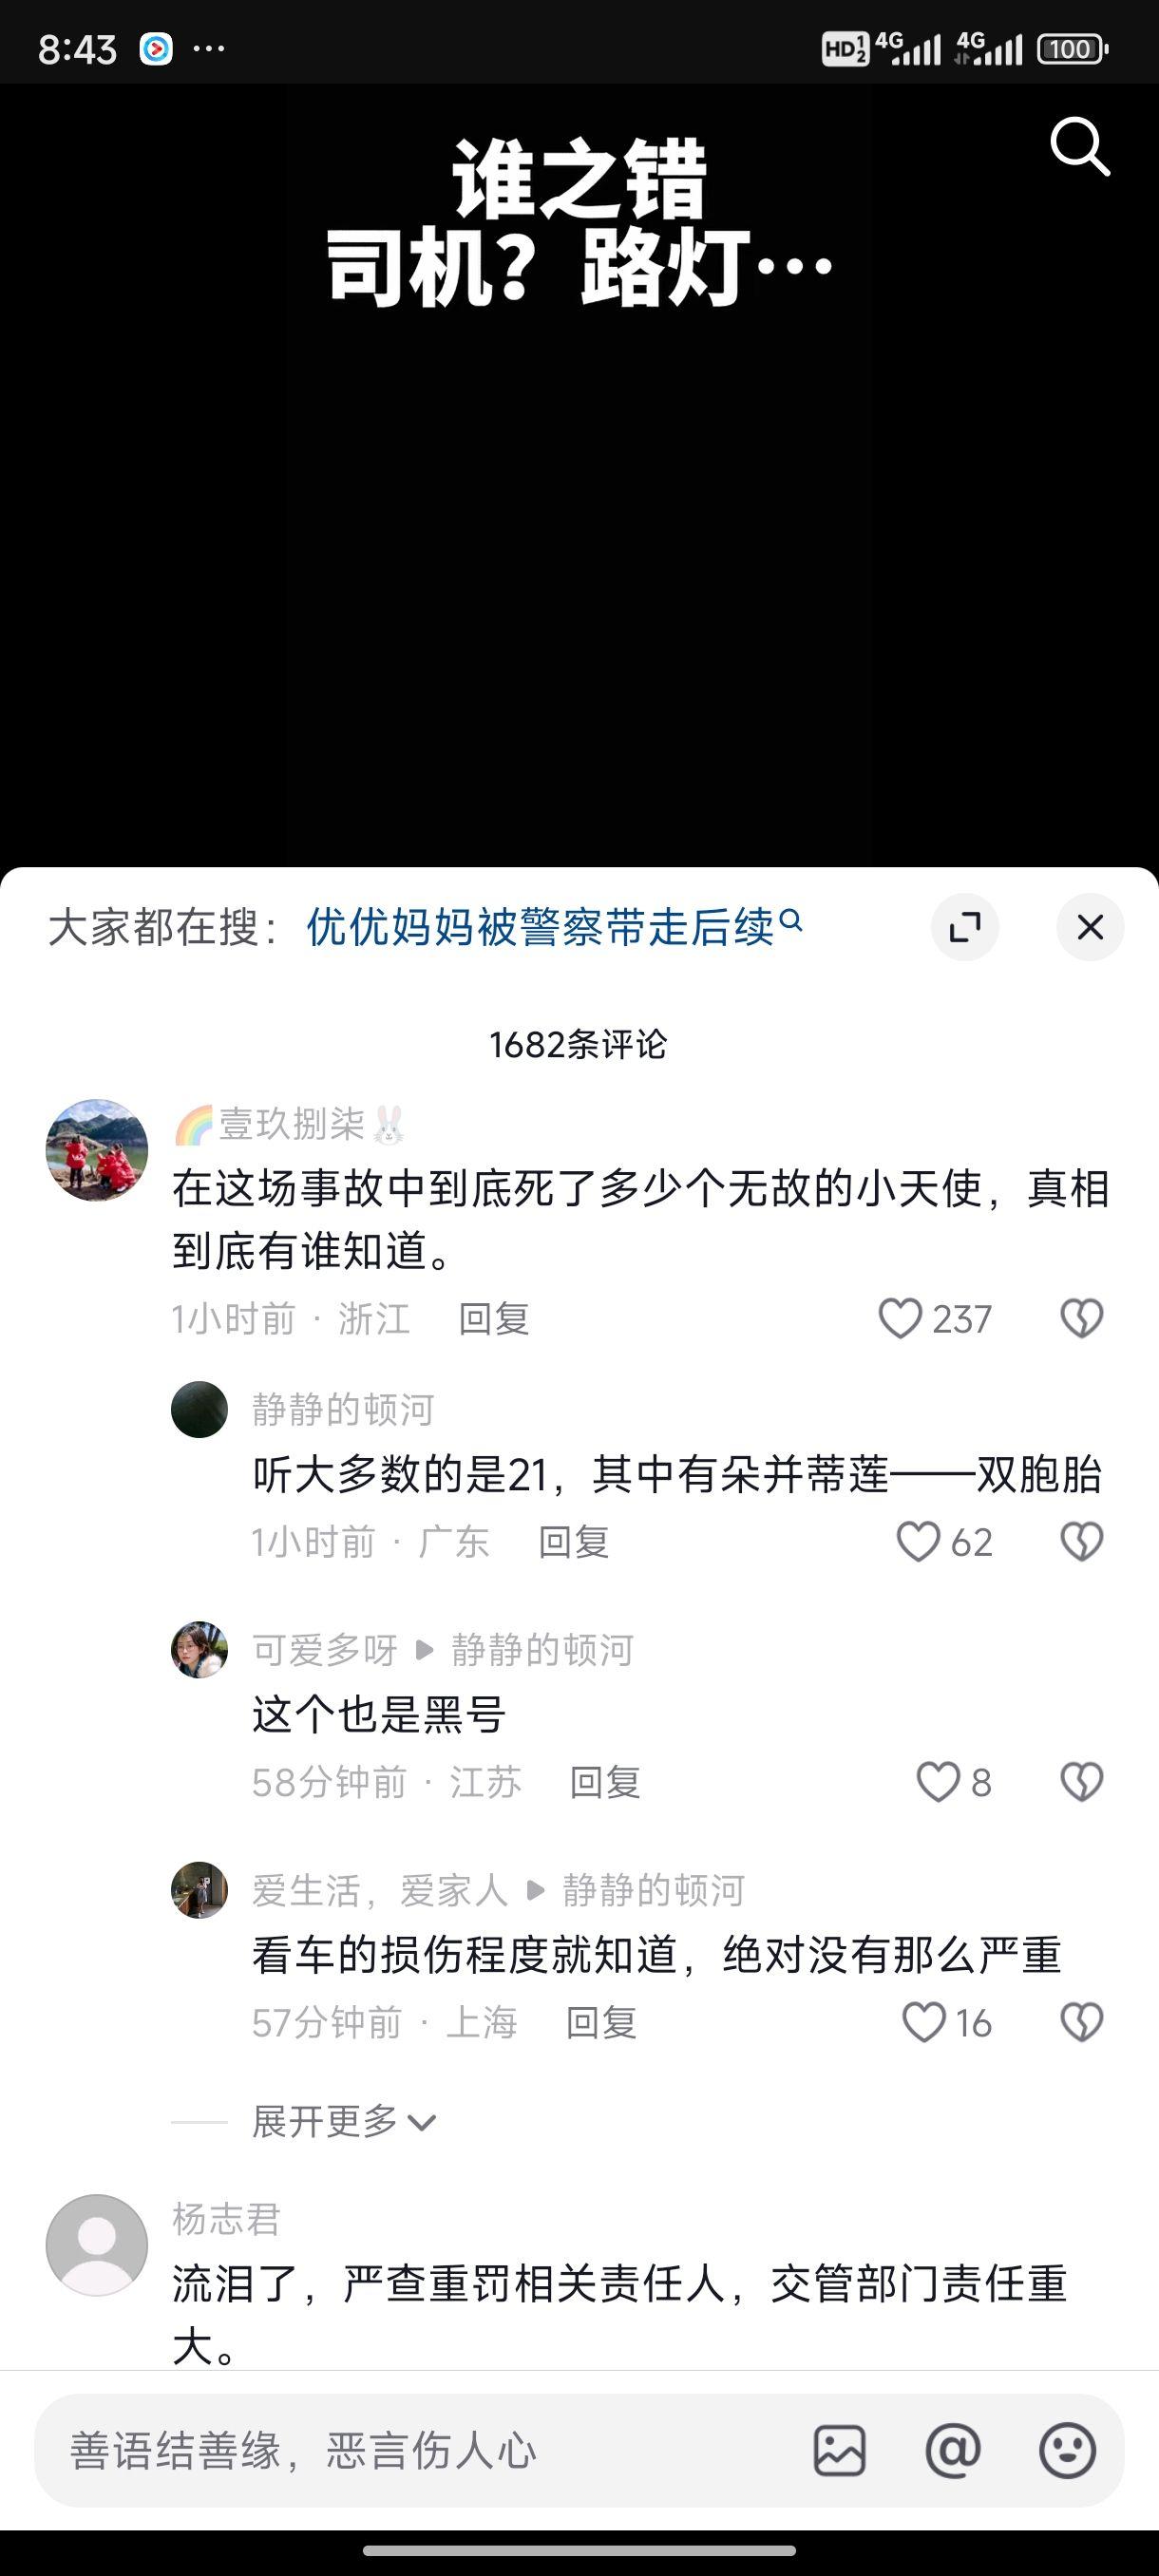 8:43
HD 1 2 4G 4G 100
谁之错
司机？路灯…
大家都在搜：优优妈妈被警察带走后续
1682条评论
🌈壹玖捌柒🐰
在这场事故中到底死了多少个无故的小天使，真相
到底有谁知道。
1小时前 · 浙江 回复 237
静静的顿河
听大多数的是21，其中有朵并蒂莲——双胞胎
1小时前 · 广东 回复 62
可爱多呀 ▶ 静静的顿河
这个也是黑号
58分钟前 · 江苏 回复 8
爱生活，爱家人 ▶ 静静的顿河
看车的损伤程度就知道，绝对没有那么严重
57分钟前 · 上海 回复 16
展开更多
杨志君
流泪了，严查重罚相关责任人，交管部门责任重
大。
善语结善缘，恶言伤人心 @